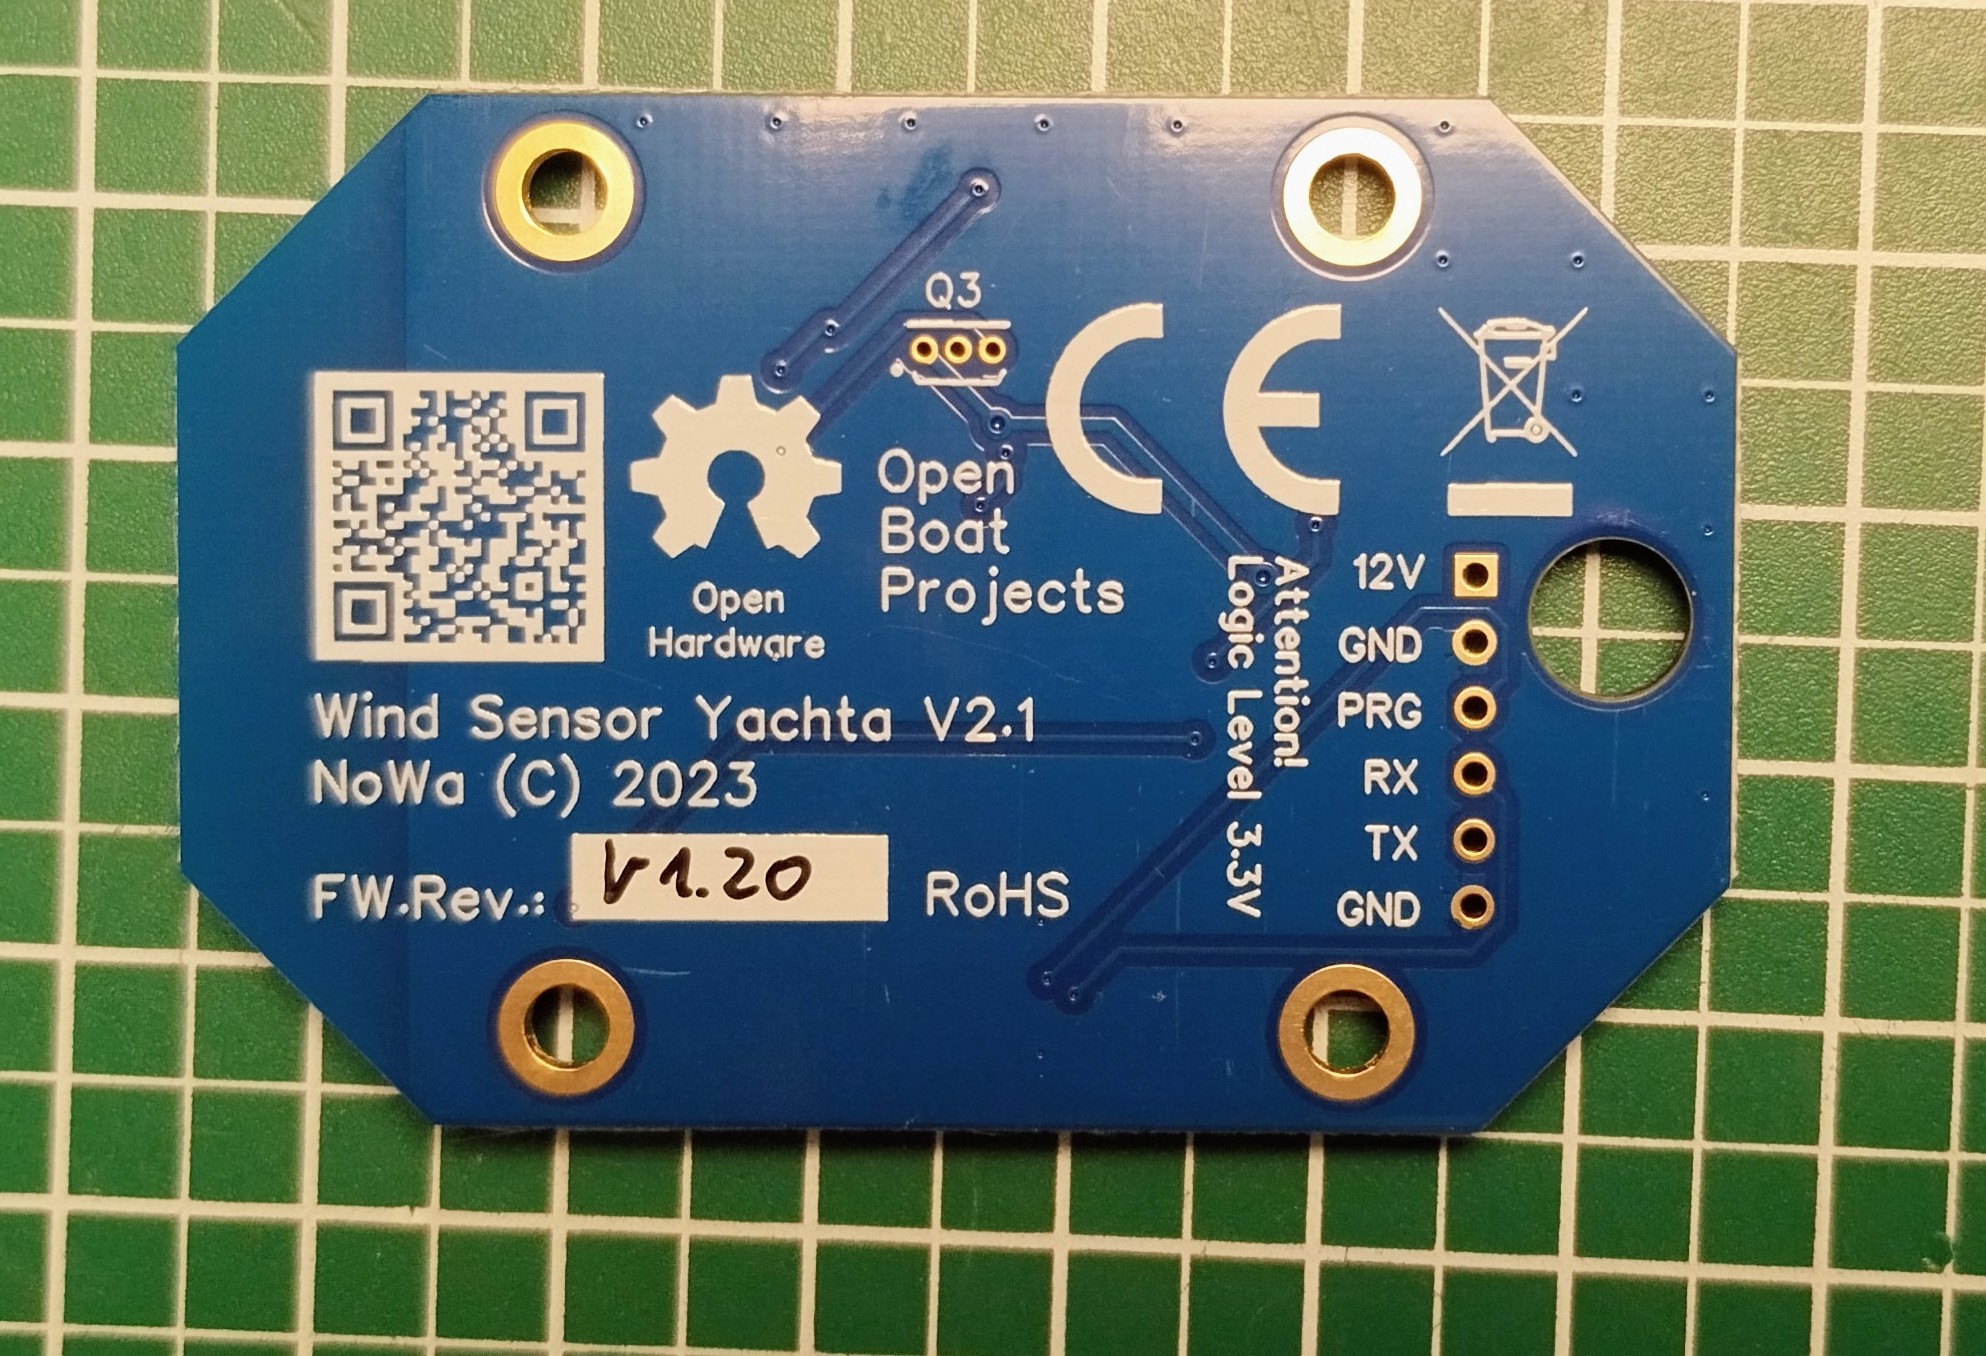 Q3
CE
Open
Boat
Projects
Open
Hardware
Wind Sensor Yachta V2.1
NoWa (C) 2023
FW.Rev.: V1.20
RoHS
Attention!
Logic Level 3.3V
12V
GND
PRG
RX
TX
GND